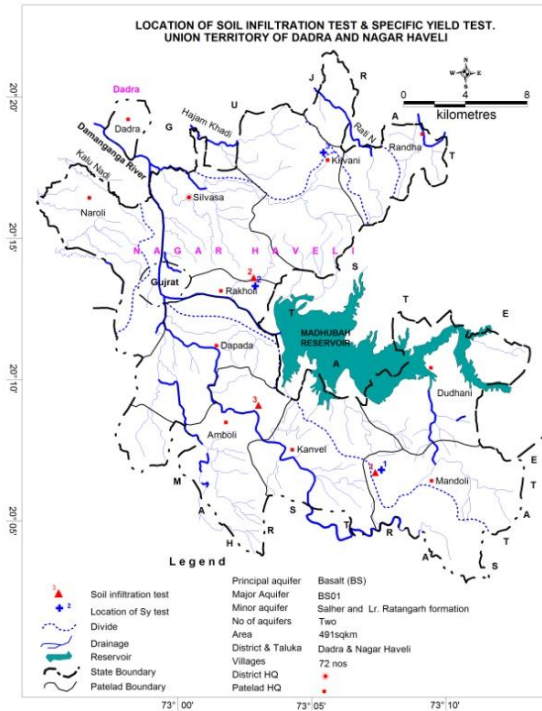 LOCATION OF SOIL INFILTRATION TEST & SPECIFIC YIELD TEST.
UNION TERRITORY OF DADRA AND NAGAR HAVELI
N
W E
S
0 4 8
kilometres
20°20'
20°15'
20°10'
20°05'
Dadra
Dadra
Damanganga River
Kalu Nadi
Naroli
G U J R A T
Hajam Khadi
Rati N
Kilvani
Randha
Silvasa
NAGAR HAVELI
2
2
Rakholi
Gujrat
S T A T E
MADHUBAH
RESERVOIR
Dapada
Dudhani
3
Amboli
Kanvel
1
Mandoli
M A H R S T R A
S T A T E
Legend
3 Soil infiltration test
2 Location of Sy test
Divide
Drainage
Reservoir
State Boundary
Patelad Boundary
Principal aquifer Basalt (BS)
Major Aquifer BS01
Minor aquifer Salher and Lr. Ratangarh formation
No of aquifers Two
Area 491sqkm
District & Taluka Dadra & Nagar Haveli
Villages 72 nos
District HQ
Patelad HQ
73° 00' 73° 05' 73° 10'